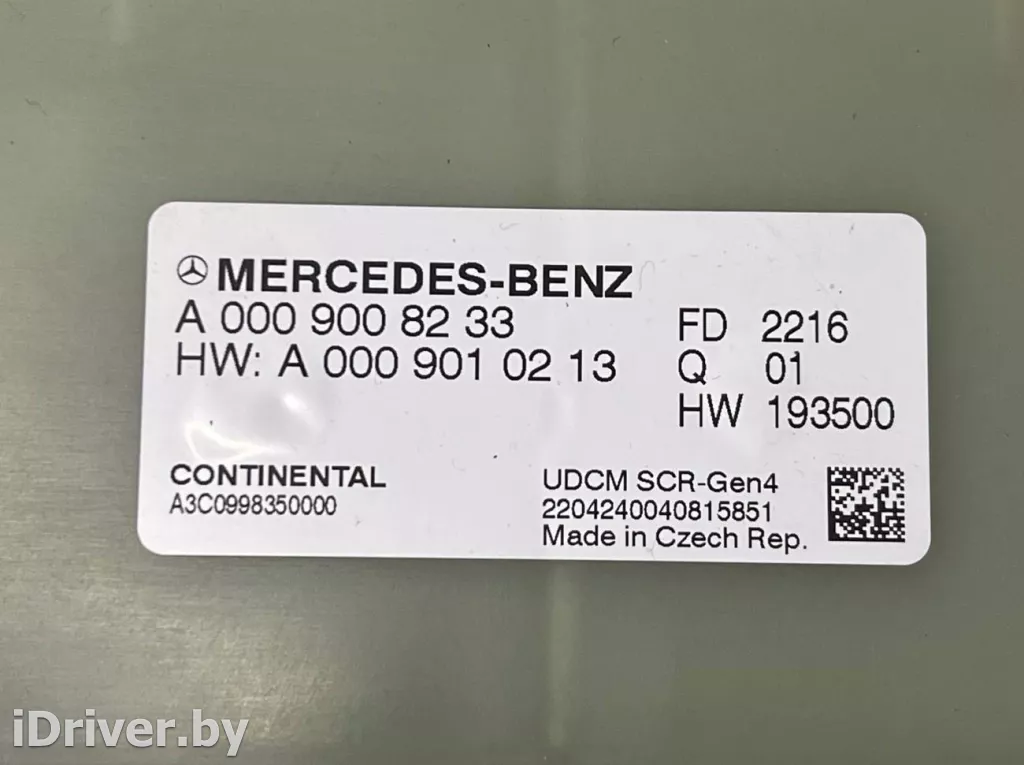 MERCEDES-BENZ
A 000 900 82 33
HW: A 000 901 02 13
FD 2216
Q 01
HW 193500
CONTINENTAL
A3C0998350000
UDCM SCR-Gen4
2204240040815851
Made in Czech Rep.
iDriver.by